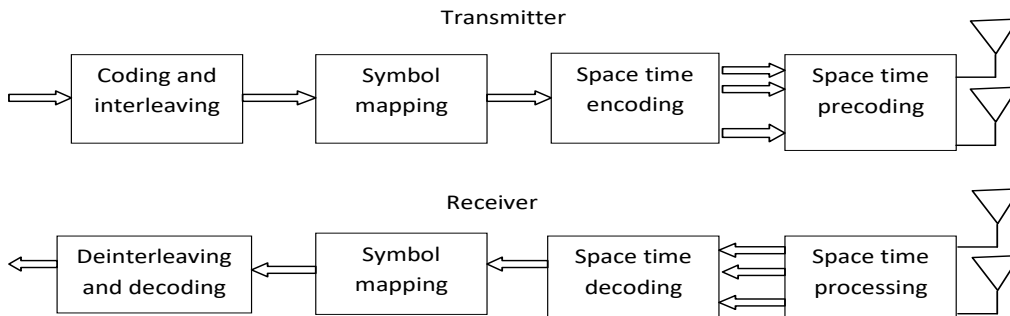 Transmitter
Coding and
interleaving
Symbol
mapping
Space time
encoding
Space time
precoding
Receiver
Deinterleaving
and decoding
Symbol
mapping
Space time
decoding
Space time
processing